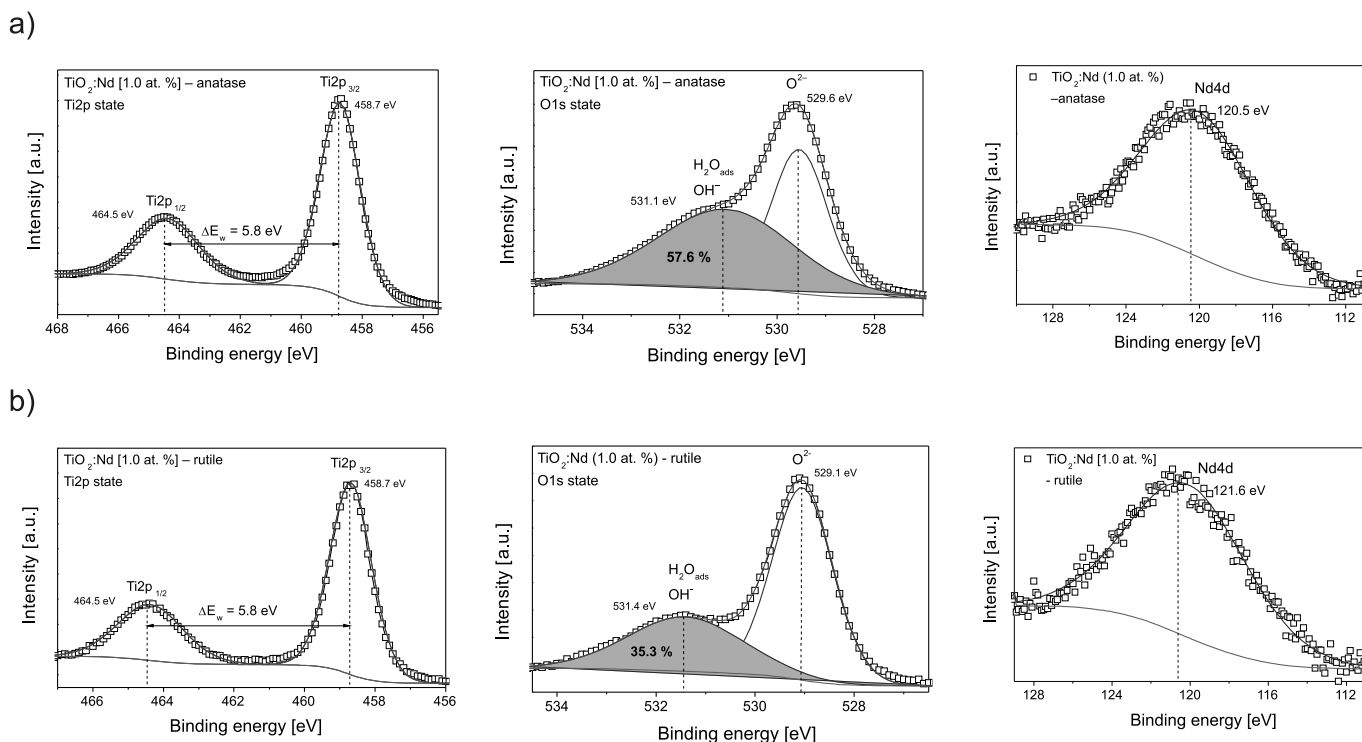 a)
TiO2:Nd [1.0 at. %] – anatase
Ti2p state
Ti2p3/2
458.7 eV
Ti2p1/2
464.5 eV
ΔEw = 5.8 eV
Intensity [a.u.]
468 466 464 462 460 458 456
Binding energy [eV]
TiO2:Nd [1.0 at. %] – anatase
O1s state
O2–
529.6 eV
H2Oads
OH–
531.1 eV
57.6 %
Intensity [a.u.]
534 532 530 528
Binding energy [eV]
TiO2:Nd (1.0 at. %)
–anatase
Nd4d
120.5 eV
Intensity [a.u.]
128 124 120 116 112
Binding energy [eV]
b)
TiO2:Nd [1.0 at. %] – rutile
Ti2p state
Ti2p3/2
458.7 eV
Ti2p1/2
464.5 eV
ΔEw = 5.8 eV
Intensity [a.u.]
466 464 462 460 458 456
Binding energy [eV]
TiO2:Nd (1.0 at. %) - rutile
O1s state
O2-
529.1 eV
H2Oads
OH-
531.4 eV
35.3 %
Intensity [a.u.]
534 532 530 528
Binding energy [eV]
TiO2:Nd [1.0 at. %]
- rutile
Nd4d
121.6 eV
Intensity [a.u.]
128 124 120 116 112
Binding energy [eV]